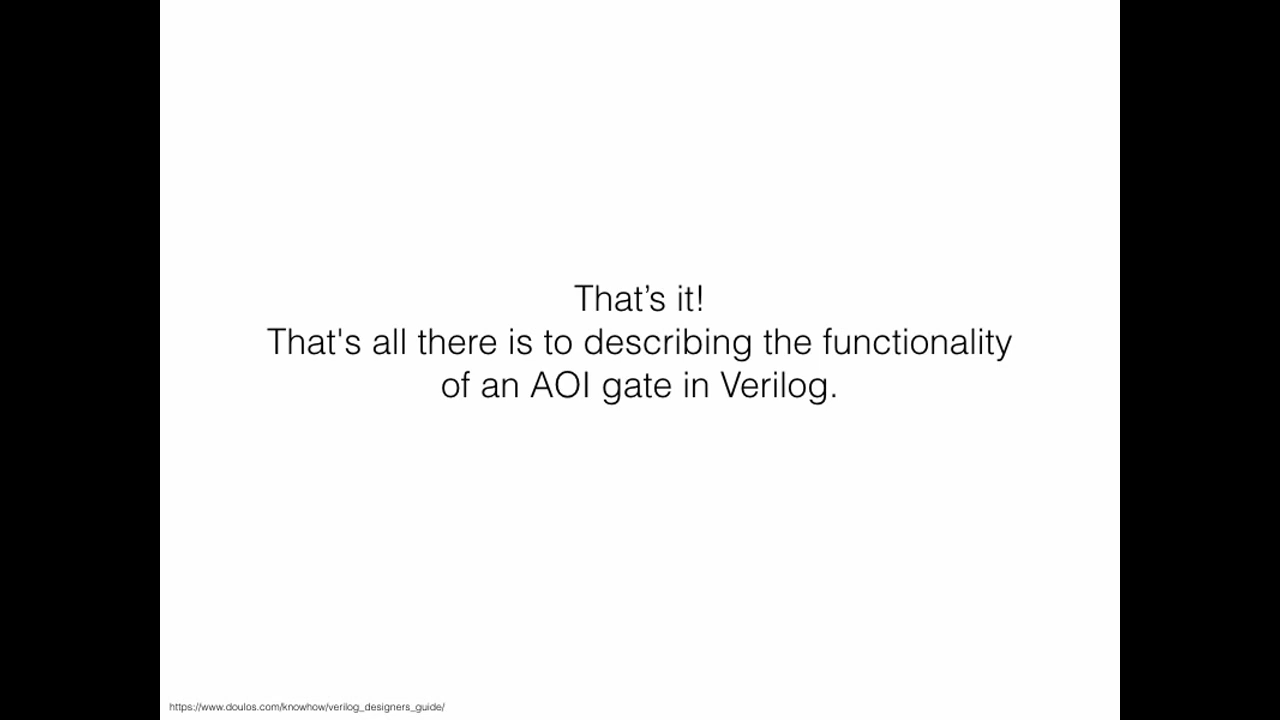 That’s it!
That's all there is to describing the functionality
of an AOI gate in Verilog.
https://www.doulos.com/knowhow/verilog_designers_guide/